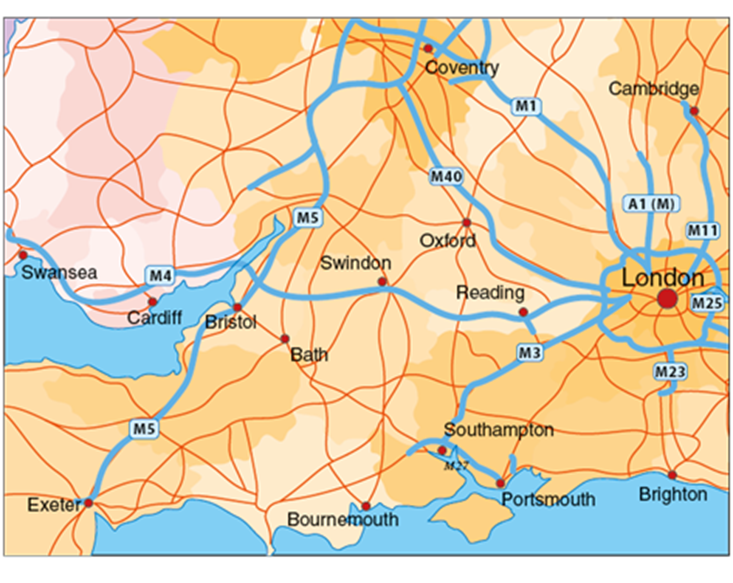 Coventry
Cambridge
M1
M40
A1 (M)
M5
M11
Oxford
Swansea
M4
Swindon
London
Reading
M25
Cardiff
Bristol
Bath
M3
M23
M5
Southampton
M27
Exeter
Portsmouth
Brighton
Bournemouth